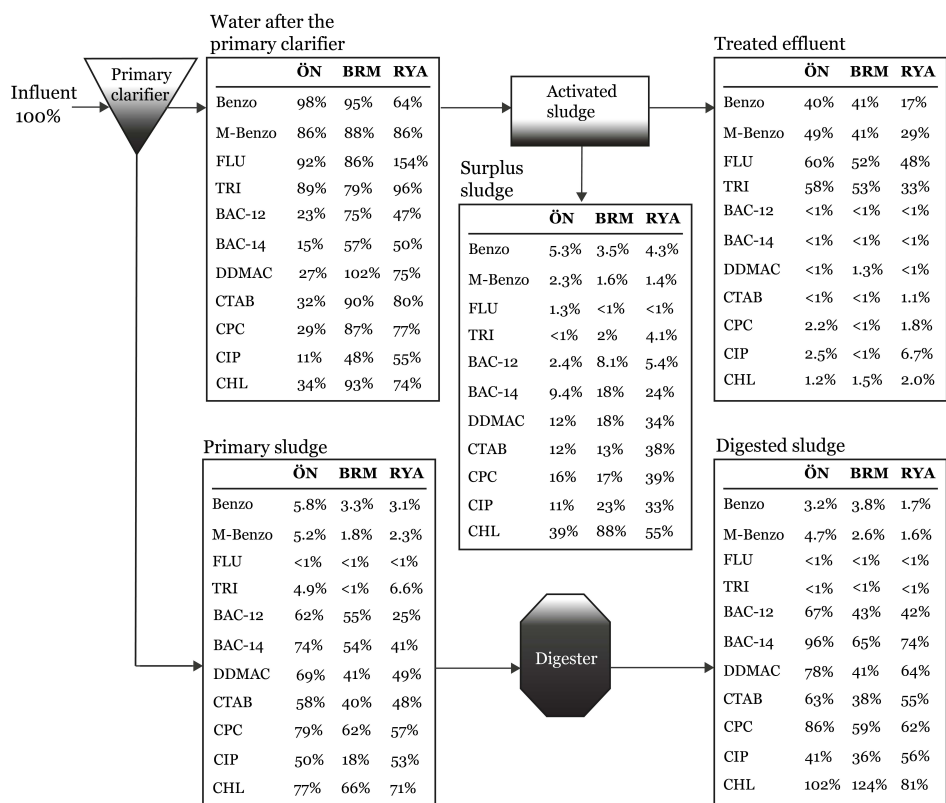 Influent
100%
Primary
clarifier
Water after the
primary clarifier
ÖN BRM RYA
Benzo 98% 95% 64%
M-Benzo 86% 88% 86%
FLU 92% 86% 154%
TRI 89% 79% 96%
BAC-12 23% 75% 47%
BAC-14 15% 57% 50%
DDMAC 27% 102% 75%
CTAB 32% 90% 80%
CPC 29% 87% 77%
CIP 11% 48% 55%
CHL 34% 93% 74%
Activated
sludge
Treated effluent
ÖN BRM RYA
Benzo 40% 41% 17%
M-Benzo 49% 41% 29%
FLU 60% 52% 48%
TRI 58% 53% 33%
BAC-12 <1% <1% <1%
BAC-14 <1% <1% <1%
DDMAC <1% 1.3% <1%
CTAB <1% <1% 1.1%
CPC 2.2% <1% 1.8%
CIP 2.5% <1% 6.7%
CHL 1.2% 1.5% 2.0%
Surplus
sludge
ÖN BRM RYA
Benzo 5.3% 3.5% 4.3%
M-Benzo 2.3% 1.6% 1.4%
FLU 1.3% <1% <1%
TRI <1% 2% 4.1%
BAC-12 2.4% 8.1% 5.4%
BAC-14 9.4% 18% 24%
DDMAC 12% 18% 34%
CTAB 12% 13% 38%
CPC 16% 17% 39%
CIP 11% 23% 33%
CHL 39% 88% 55%
Primary sludge
ÖN BRM RYA
Benzo 5.8% 3.3% 3.1%
M-Benzo 5.2% 1.8% 2.3%
FLU <1% <1% <1%
TRI 4.9% <1% 6.6%
BAC-12 62% 55% 25%
BAC-14 74% 54% 41%
DDMAC 69% 41% 49%
CTAB 58% 40% 48%
CPC 79% 62% 57%
CIP 50% 18% 53%
CHL 77% 66% 71%
Digester
Digested sludge
ÖN BRM RYA
Benzo 3.2% 3.8% 1.7%
M-Benzo 4.7% 2.6% 1.6%
FLU <1% <1% <1%
TRI <1% <1% <1%
BAC-12 67% 43% 42%
BAC-14 96% 65% 74%
DDMAC 78% 41% 64%
CTAB 63% 38% 55%
CPC 86% 59% 62%
CIP 41% 36% 56%
CHL 102% 124% 81%